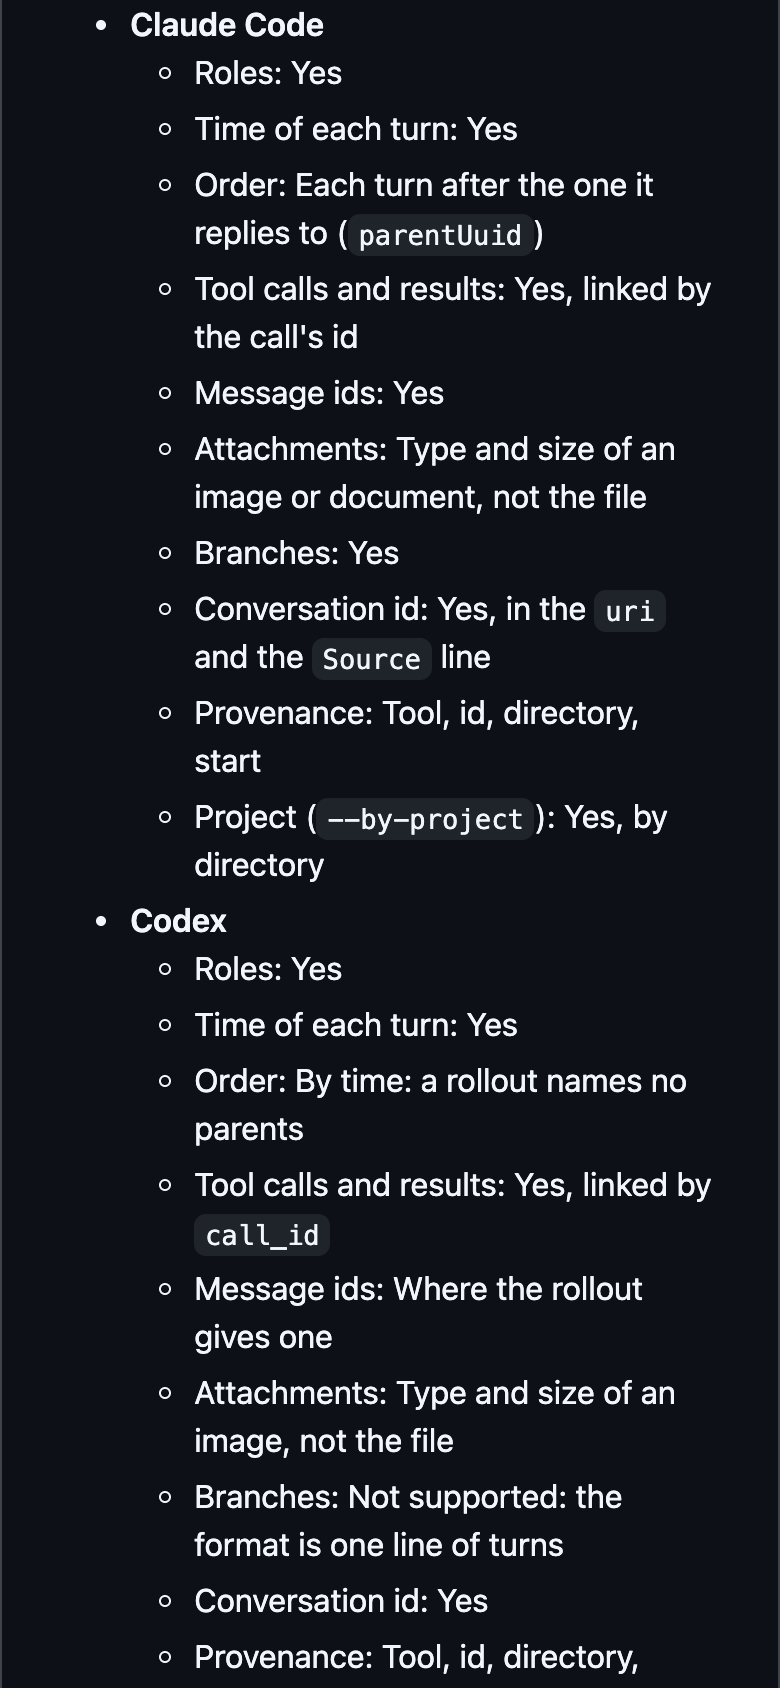 • Claude Code
◦ Roles: Yes
◦ Time of each turn: Yes
◦ Order: Each turn after the one it
replies to (parentUuid)
◦ Tool calls and results: Yes, linked by
the call's id
◦ Message ids: Yes
◦ Attachments: Type and size of an
image or document, not the file
◦ Branches: Yes
◦ Conversation id: Yes, in the uri
and the Source line
◦ Provenance: Tool, id, directory,
start
◦ Project (--by-project): Yes, by
directory
• Codex
◦ Roles: Yes
◦ Time of each turn: Yes
◦ Order: By time: a rollout names no
parents
◦ Tool calls and results: Yes, linked by
call_id
◦ Message ids: Where the rollout
gives one
◦ Attachments: Type and size of an
image, not the file
◦ Branches: Not supported: the
format is one line of turns
◦ Conversation id: Yes
◦ Provenance: Tool, id, directory,